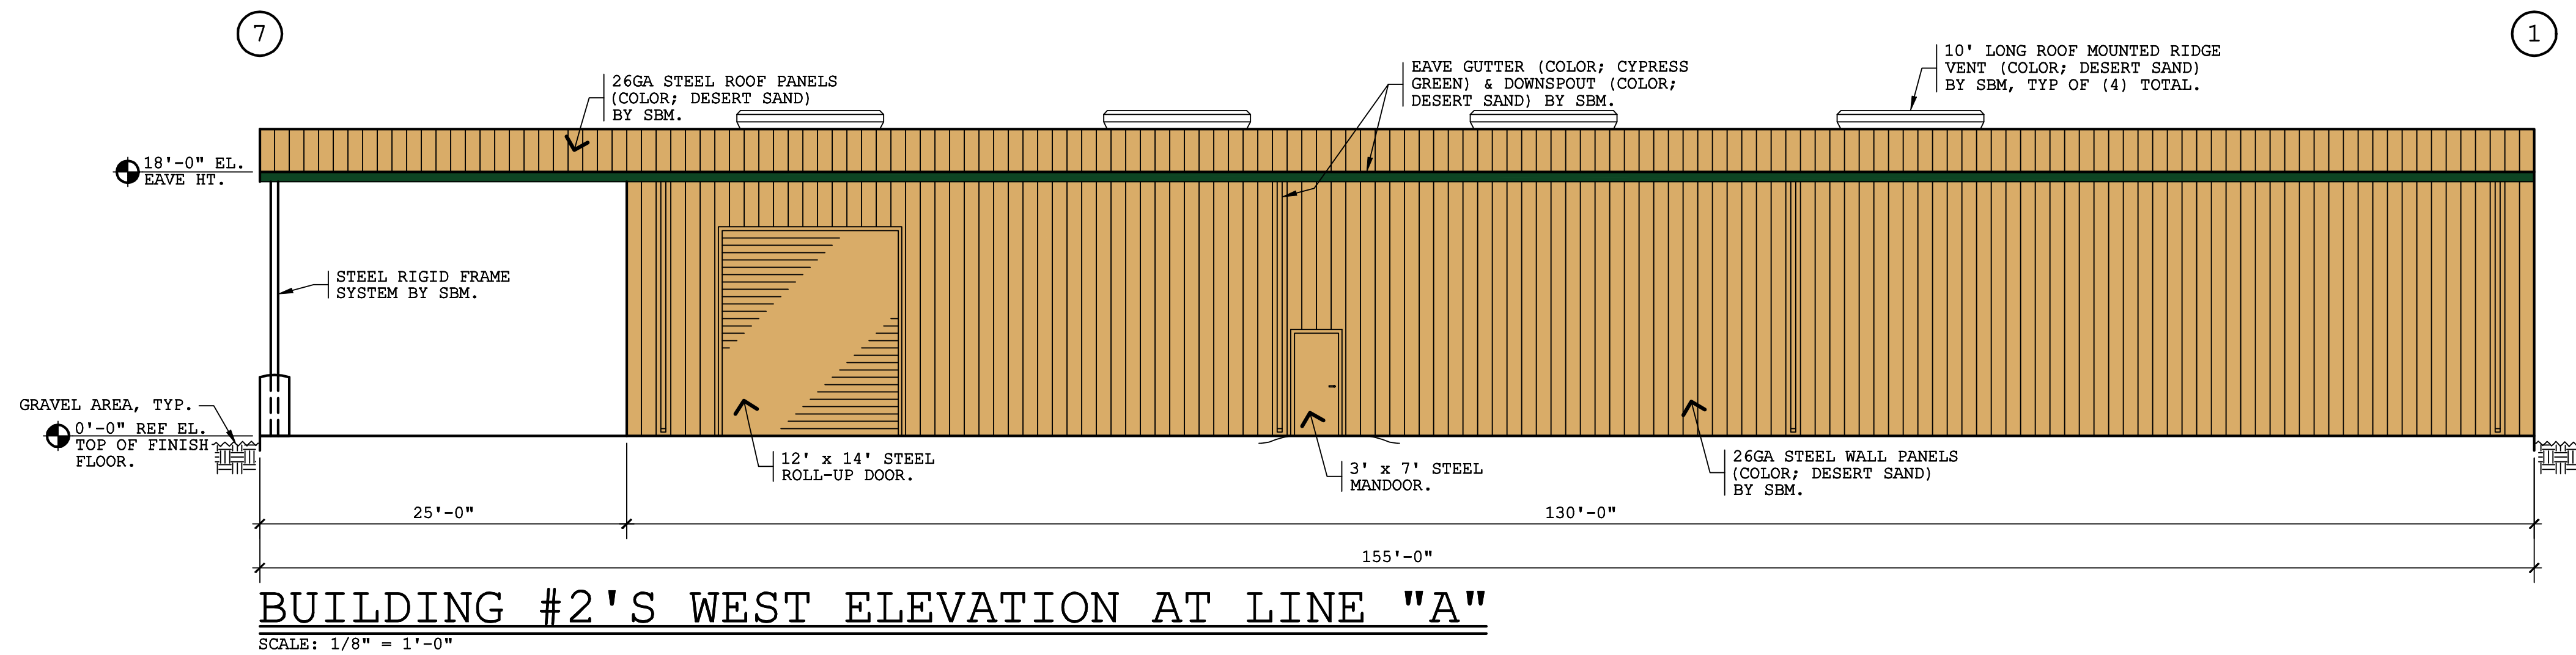 7
1
26GA STEEL ROOF PANELS
(COLOR; DESERT SAND)
BY SBM.
EAVE GUTTER (COLOR; CYPRESS
GREEN) & DOWNSPOUT (COLOR;
DESERT SAND) BY SBM.
10' LONG ROOF MOUNTED RIDGE
VENT (COLOR; DESERT SAND)
BY SBM, TYP OF (4) TOTAL.
18'-0" EL.
EAVE HT.
STEEL RIGID FRAME
SYSTEM BY SBM.
GRAVEL AREA, TYP.
0'-0" REF EL.
TOP OF FINISH
FLOOR.
12' x 14' STEEL
ROLL-UP DOOR.
3' x 7' STEEL
MANDOOR.
26GA STEEL WALL PANELS
(COLOR; DESERT SAND)
BY SBM.
25'-0"
130'-0"
155'-0"
BUILDING #2'S WEST ELEVATION AT LINE "A"
SCALE: 1/8" = 1'-0"